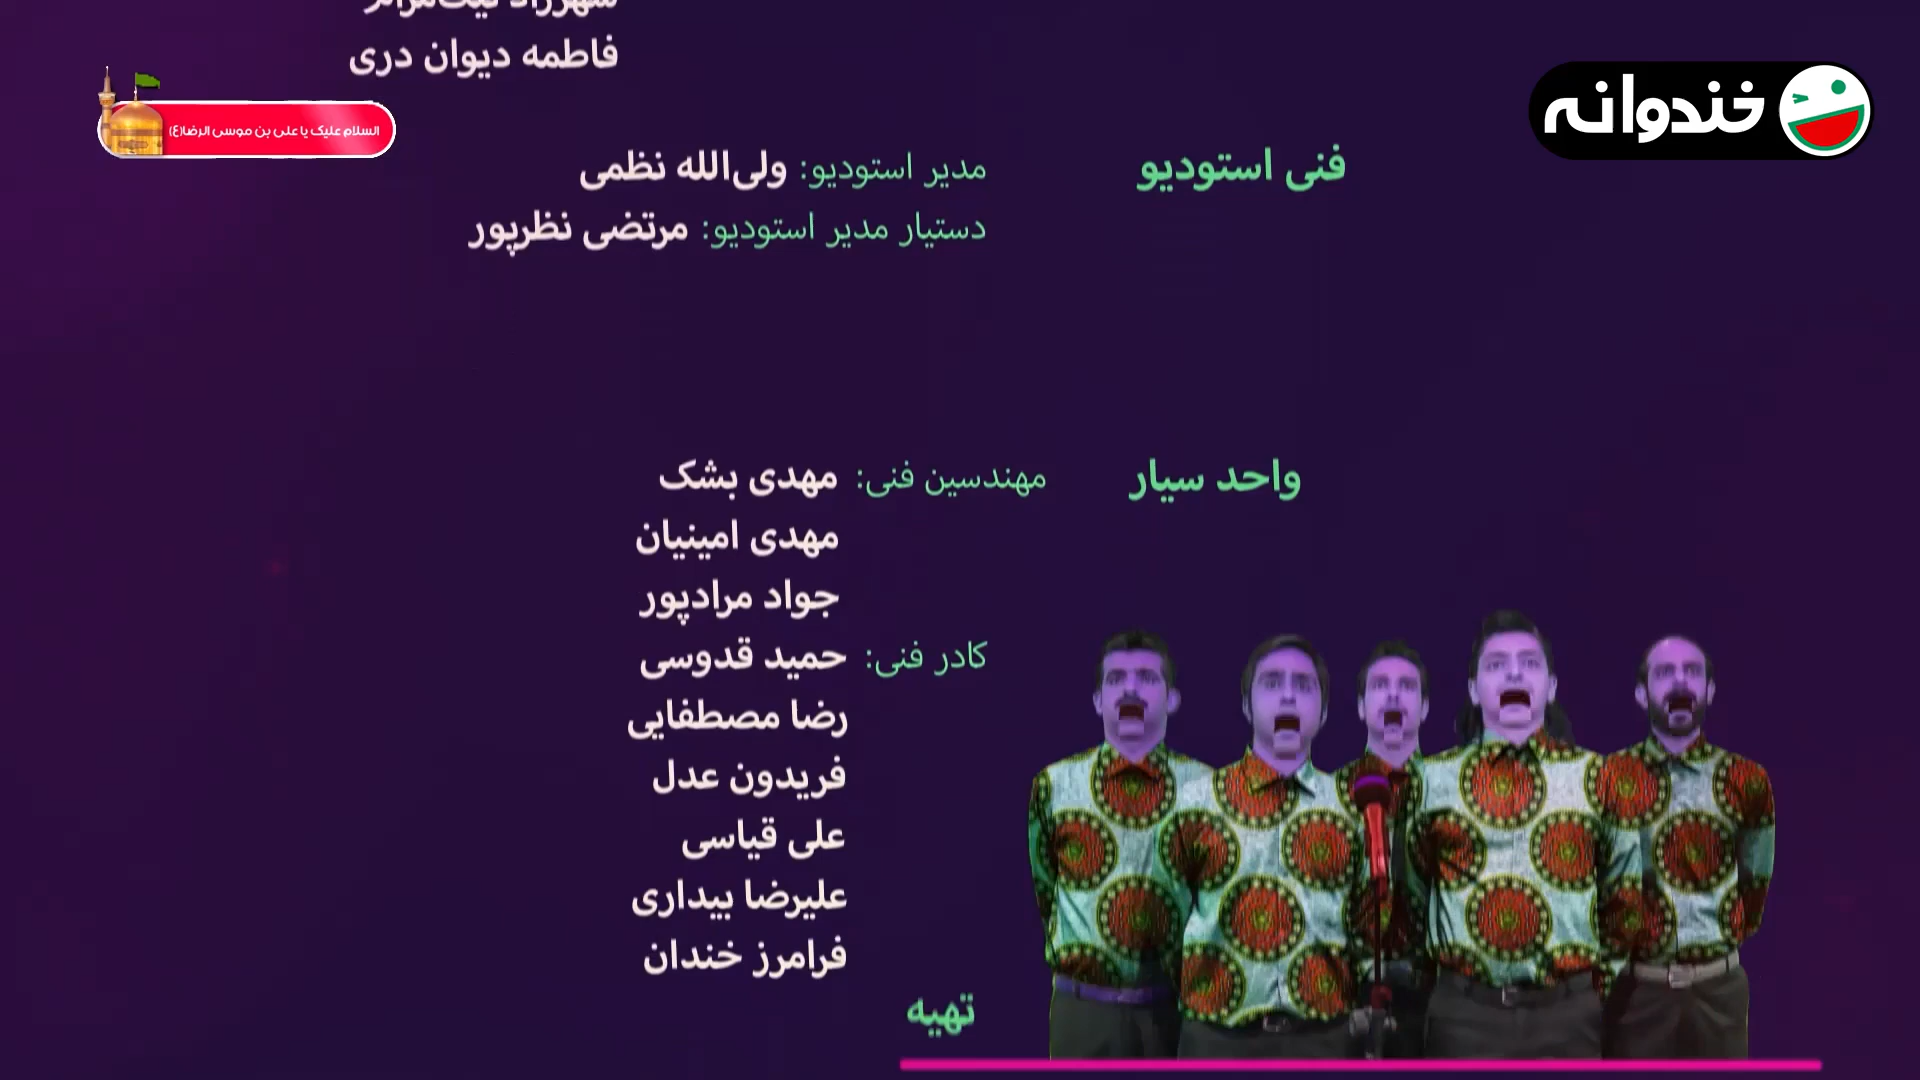 فاطمه دیوان دری
السلام علیک یا علی بن موسی الرضا(ع)
خندوانه
فنی استودیو
مدیر استودیو: ولی‌الله نظمی
دستیار مدیر استودیو: مرتضی نظرپور
واحد سیار
مهندسین فنی: مهدی بشک
مهدی امینیان
جواد مرادپور
کادر فنی: حمید قدوسی
رضا مصطفایی
فریدون عدل
علی قیاسی
علیرضا بیداری
فرامرز خندان
تهیه